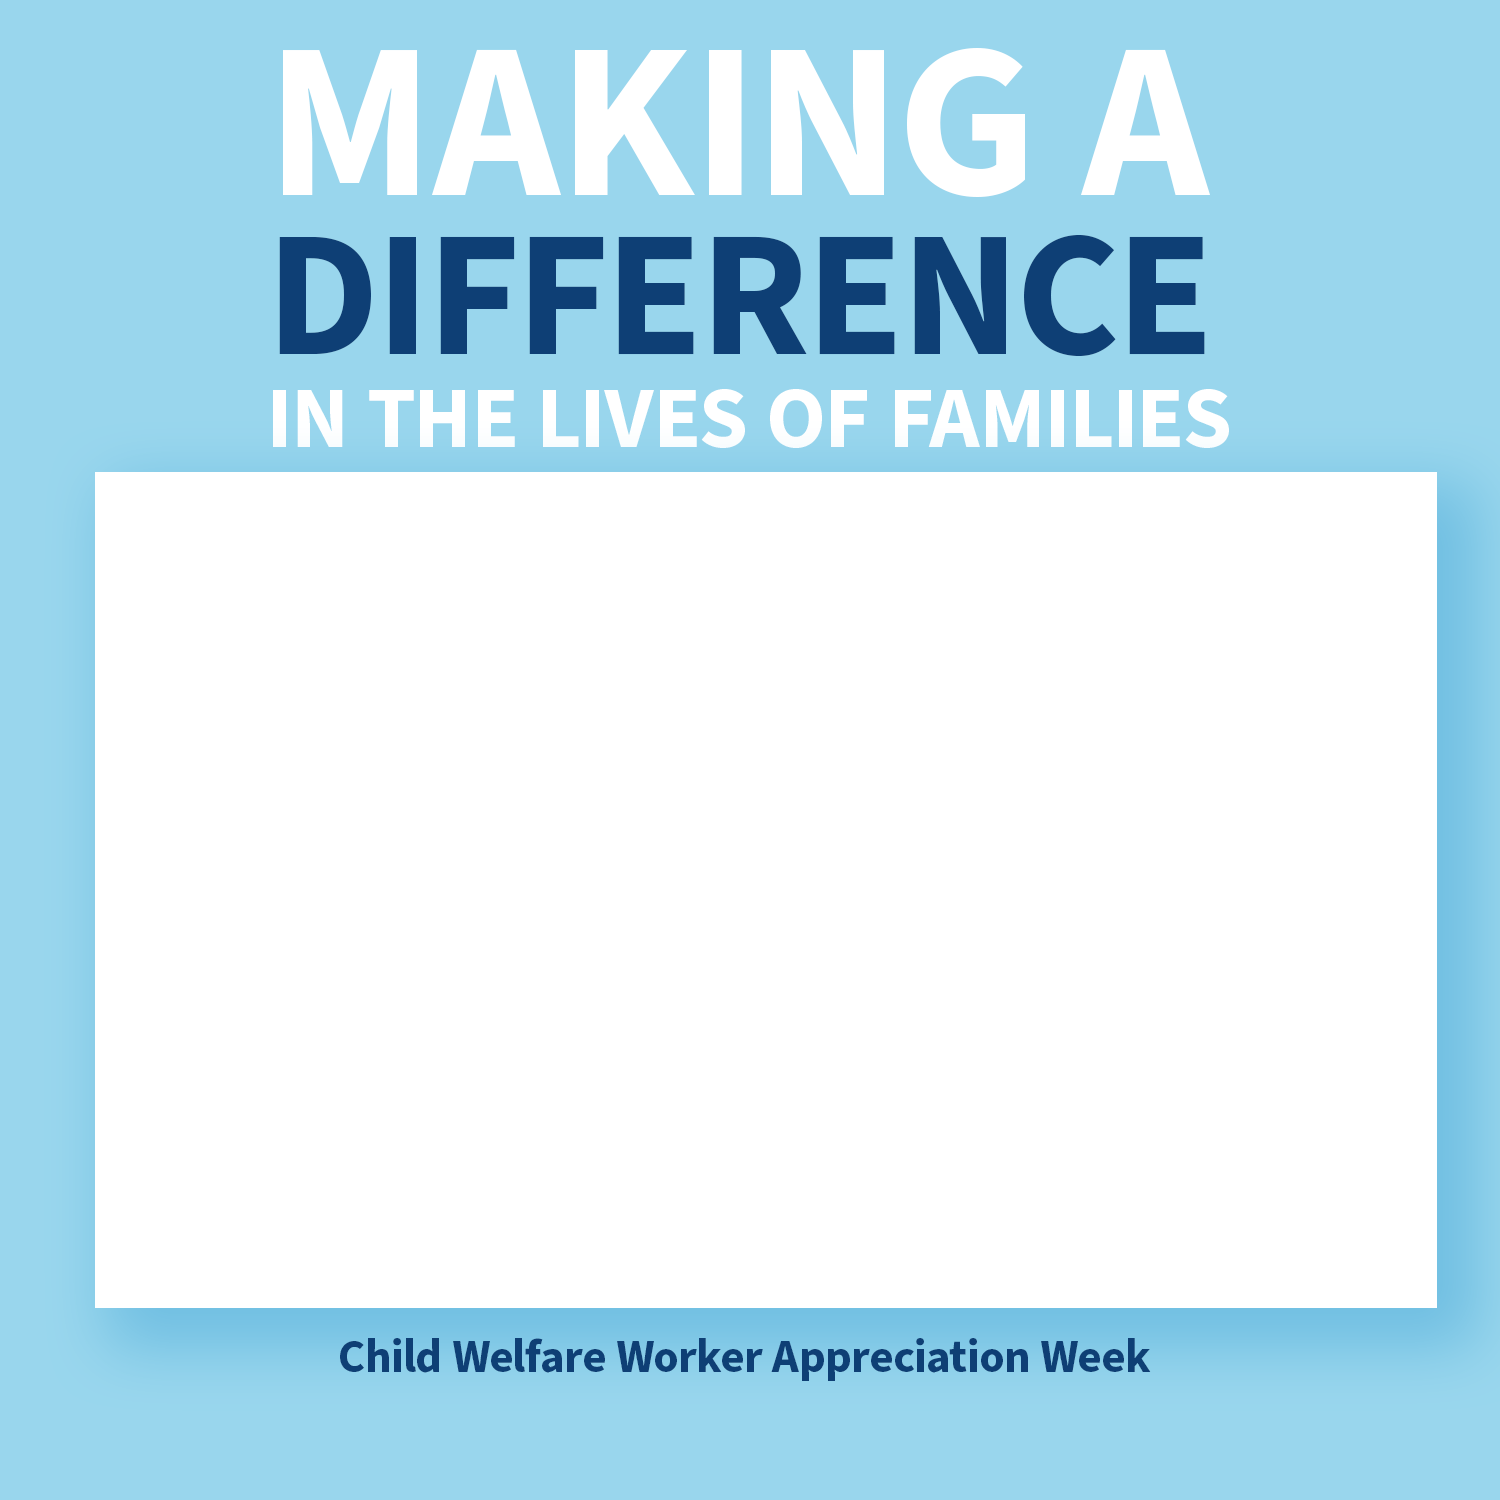 MAKING A
DIFFERENCE
IN THE LIVES OF FAMILIES
Child Welfare Worker Appreciation Week